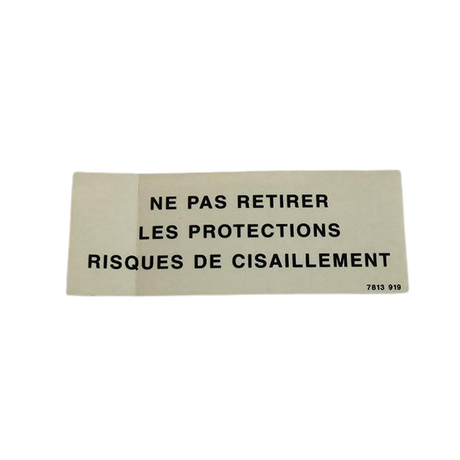 NE PAS RETIRER
LES PROTECTIONS
RISQUES DE CISAILLEMENT
7813 919